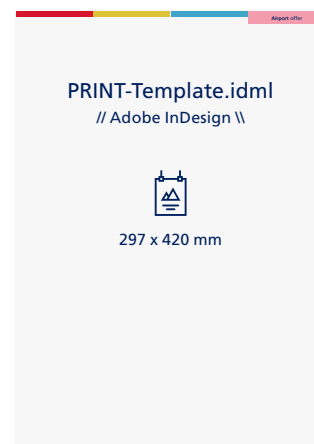 Airport offer
PRINT-Template.idml
// Adobe InDesign \\
297 x 420 mm